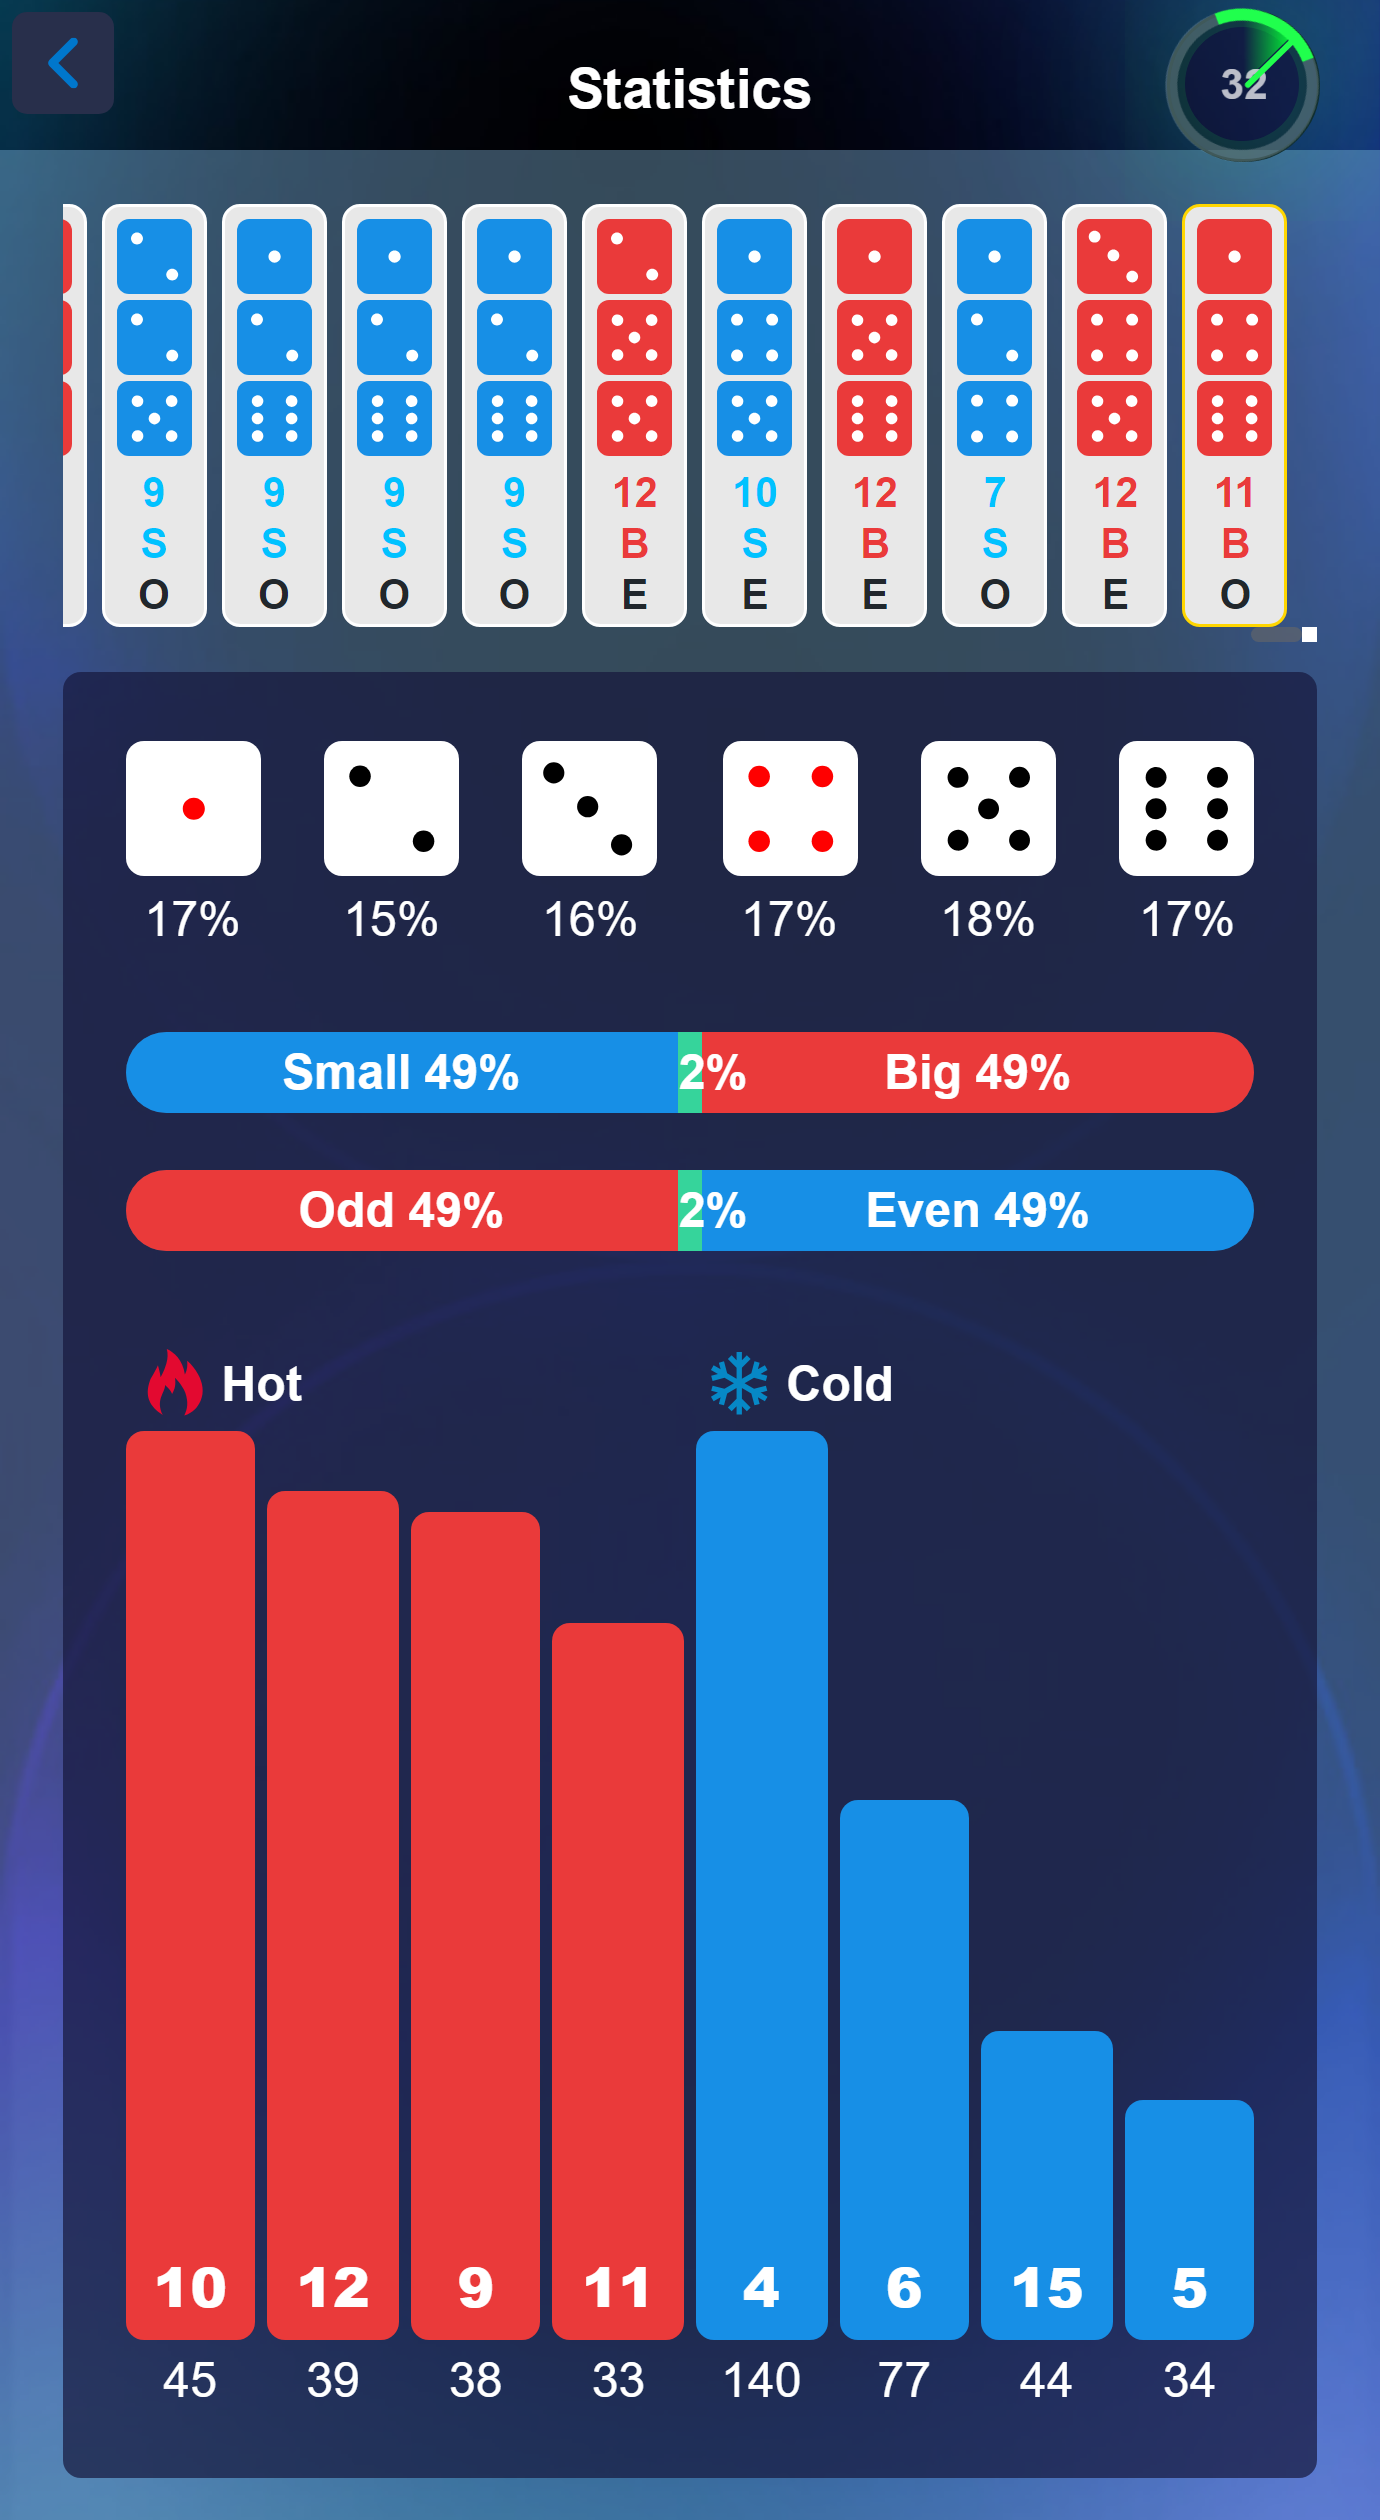 Statistics
32
9 9 9 9 12 10 12 7 12 11
S S S S B S B S B B
O O O O E E E O E O
17% 15% 16% 17% 18% 17%
Small 49% 2% Big 49%
Odd 49% 2% Even 49%
Hot Cold
10 12 9 11 4 6 15 5
45 39 38 33 140 77 44 34